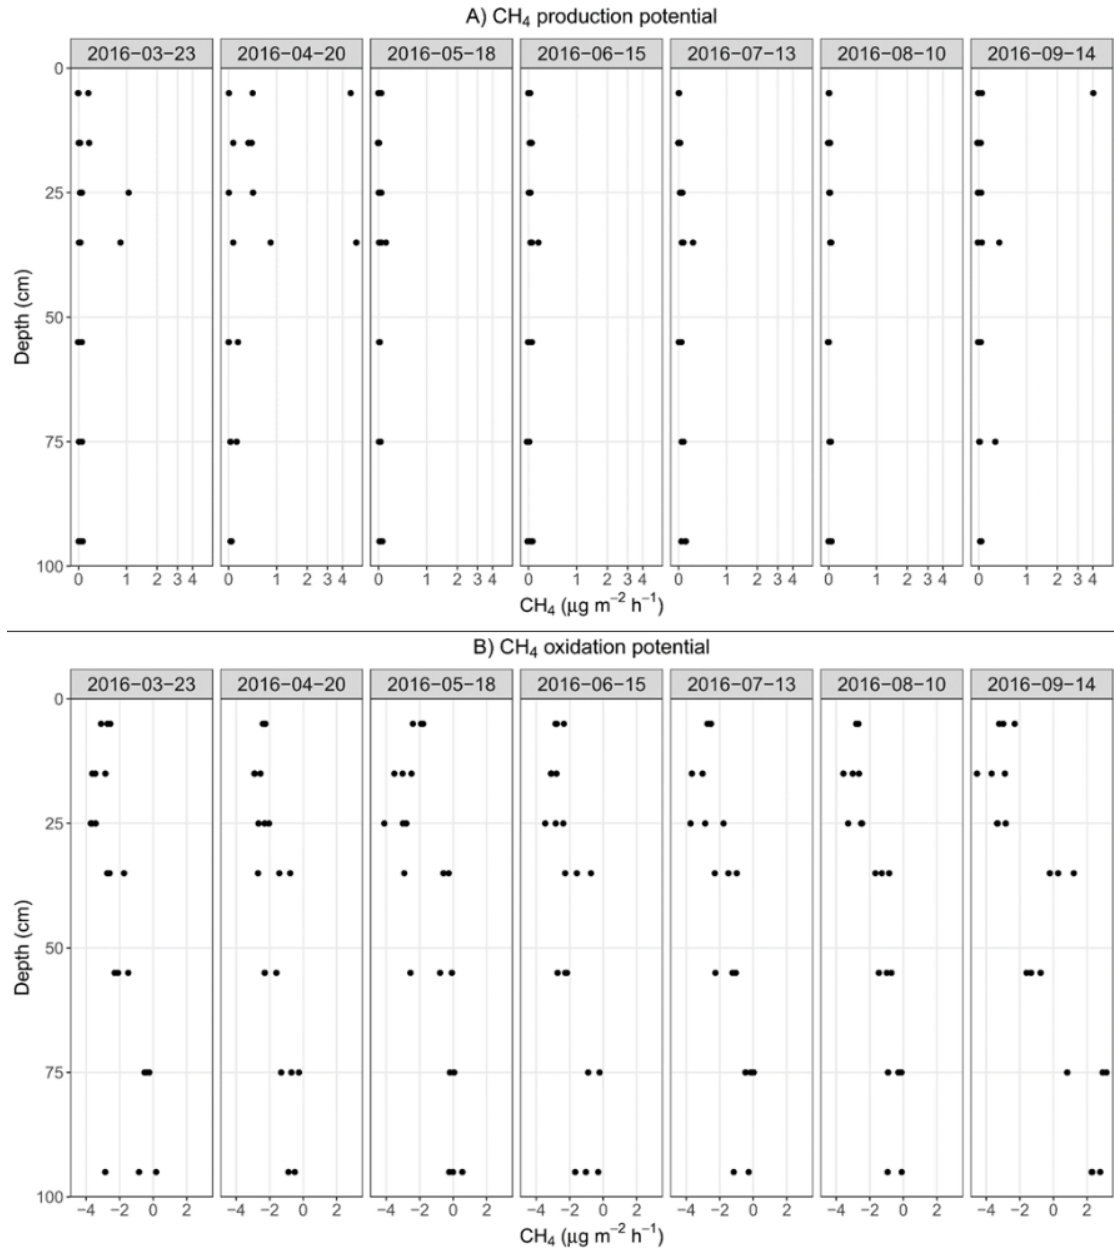 A) CH₄ production potential
2016−03−23 2016−04−20 2016−05−18 2016−06−15 2016−07−13 2016−08−10 2016−09−14
0
25
50
75
100
Depth (cm)
0 1 2 3 4 0 1 2 3 4 0 1 2 3 4 0 1 2 3 4 0 1 2 3 4 0 1 2 3 4 0 1 2 3 4
CH₄ (μg m⁻² h⁻¹)
B) CH₄ oxidation potential
2016−03−23 2016−04−20 2016−05−18 2016−06−15 2016−07−13 2016−08−10 2016−09−14
0
25
50
75
100
Depth (cm)
−4 −2 0 2 −4 −2 0 2 −4 −2 0 2 −4 −2 0 2 −4 −2 0 2 −4 −2 0 2 −4 −2 0 2
CH₄ (μg m⁻² h⁻¹)